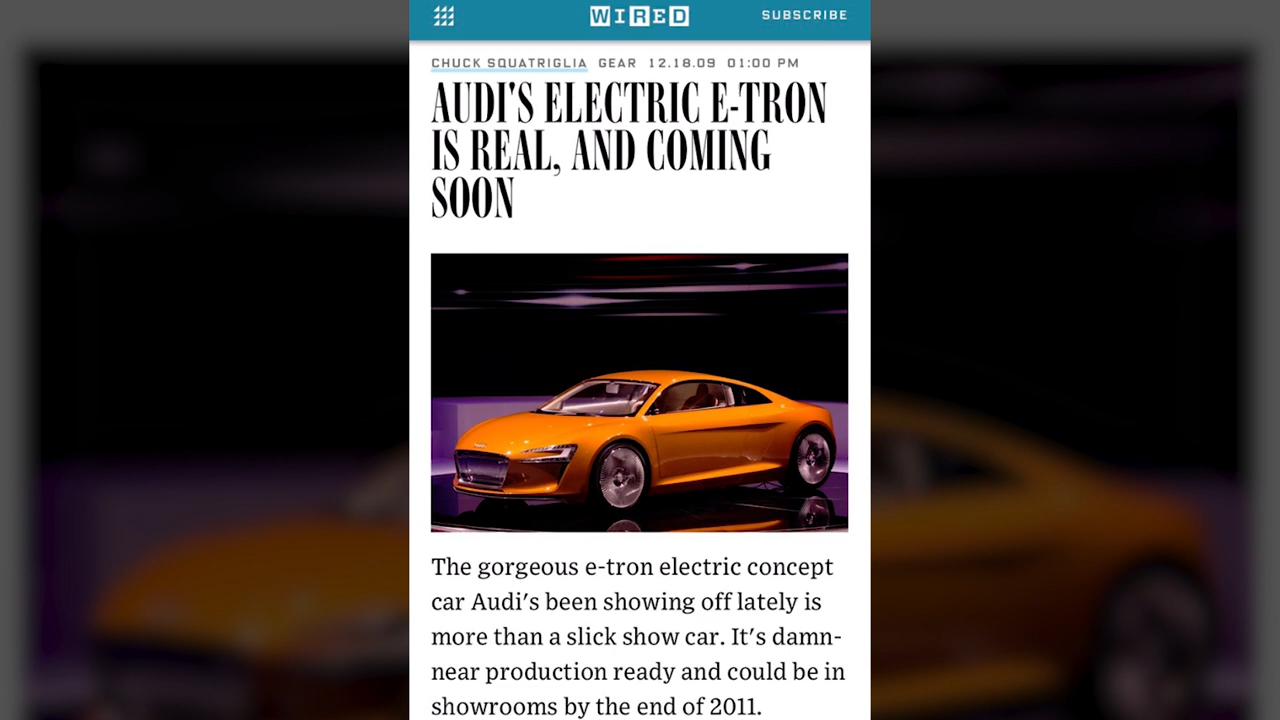 WIRED
SUBSCRIBE
CHUCK SQUATRIGLIA GEAR 12.18.09 01:00 PM
AUDI'S ELECTRIC E-TRON
IS REAL, AND COMING
SOON
The gorgeous e-tron electric concept
car Audi's been showing off lately is
more than a slick show car. It's damn-
near production ready and could be in
showrooms by the end of 2011.